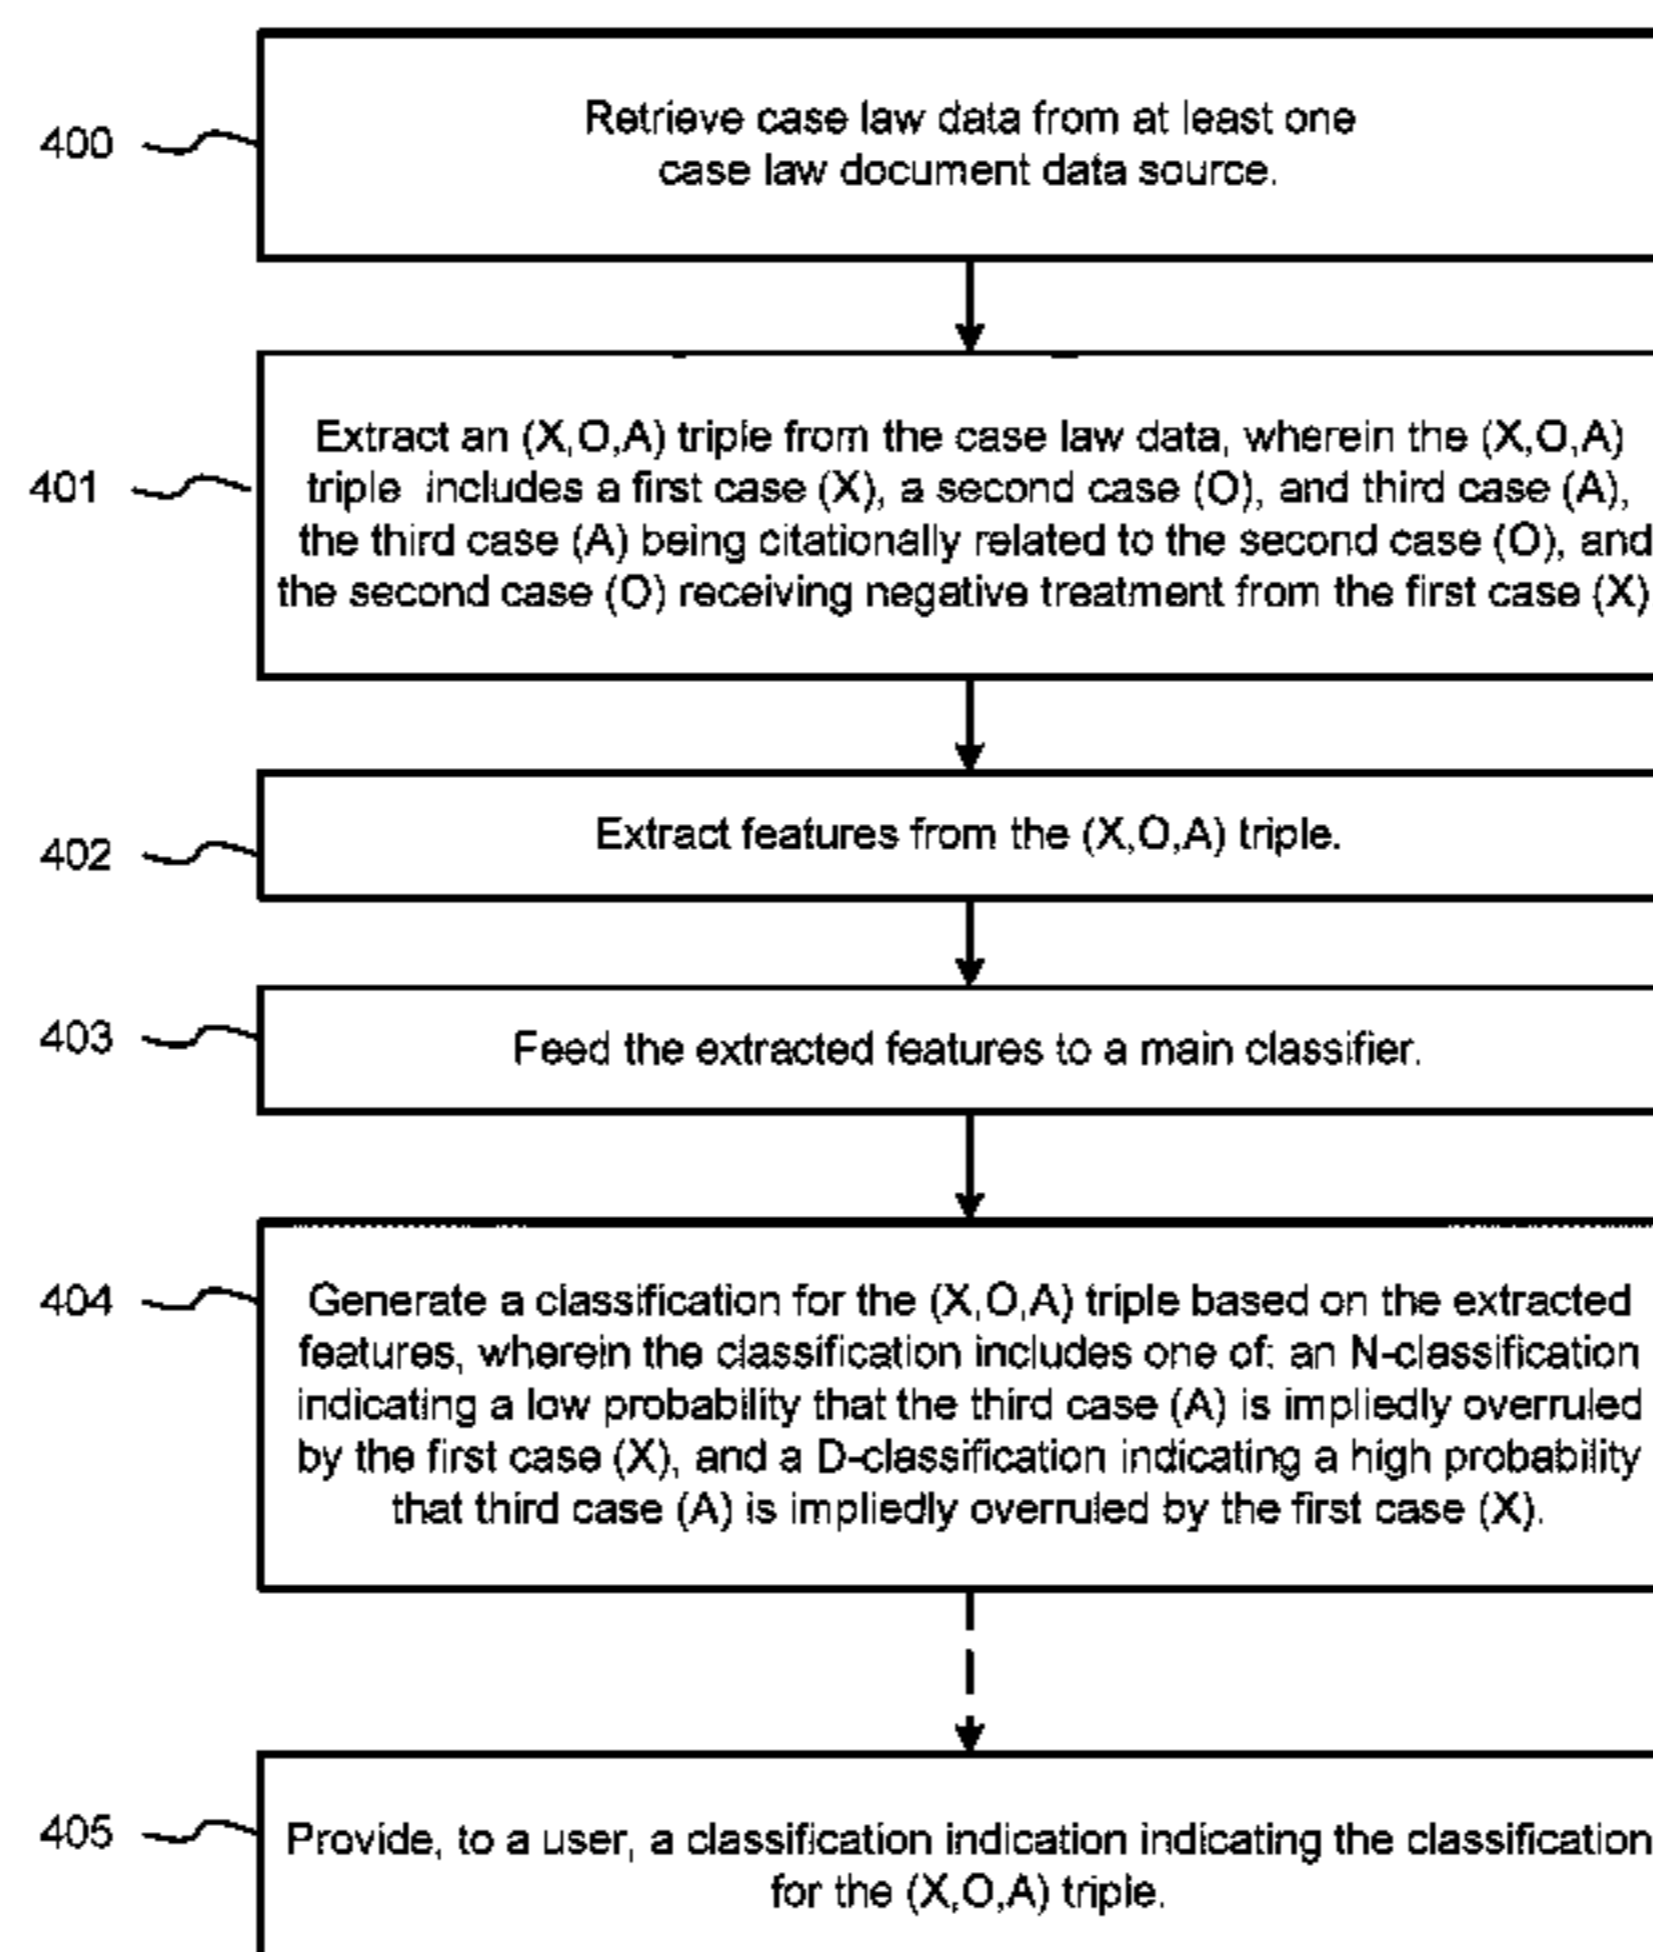 400
Retrieve case law data from at least one
case law document data source.
401
Extract an (X,O,A) triple from the case law data, wherein the (X,O,A)
triple includes a first case (X), a second case (O), and third case (A),
the third case (A) being citationally related to the second case (O), and
the second case (O) receiving negative treatment from the first case (X)
402
Extract features from the (X,O,A) triple.
403
Feed the extracted features to a main classifier.
404
Generate a classification for the (X,O,A) triple based on the extracted
features, wherein the classification includes one of: an N-classification
indicating a low probability that the third case (A) is impliedly overruled
by the first case (X), and a D-classification indicating a high probability
that third case (A) is impliedly overruled by the first case (X).
405
Provide, to a user, a classification indication indicating the classification
for the (X,O,A) triple.